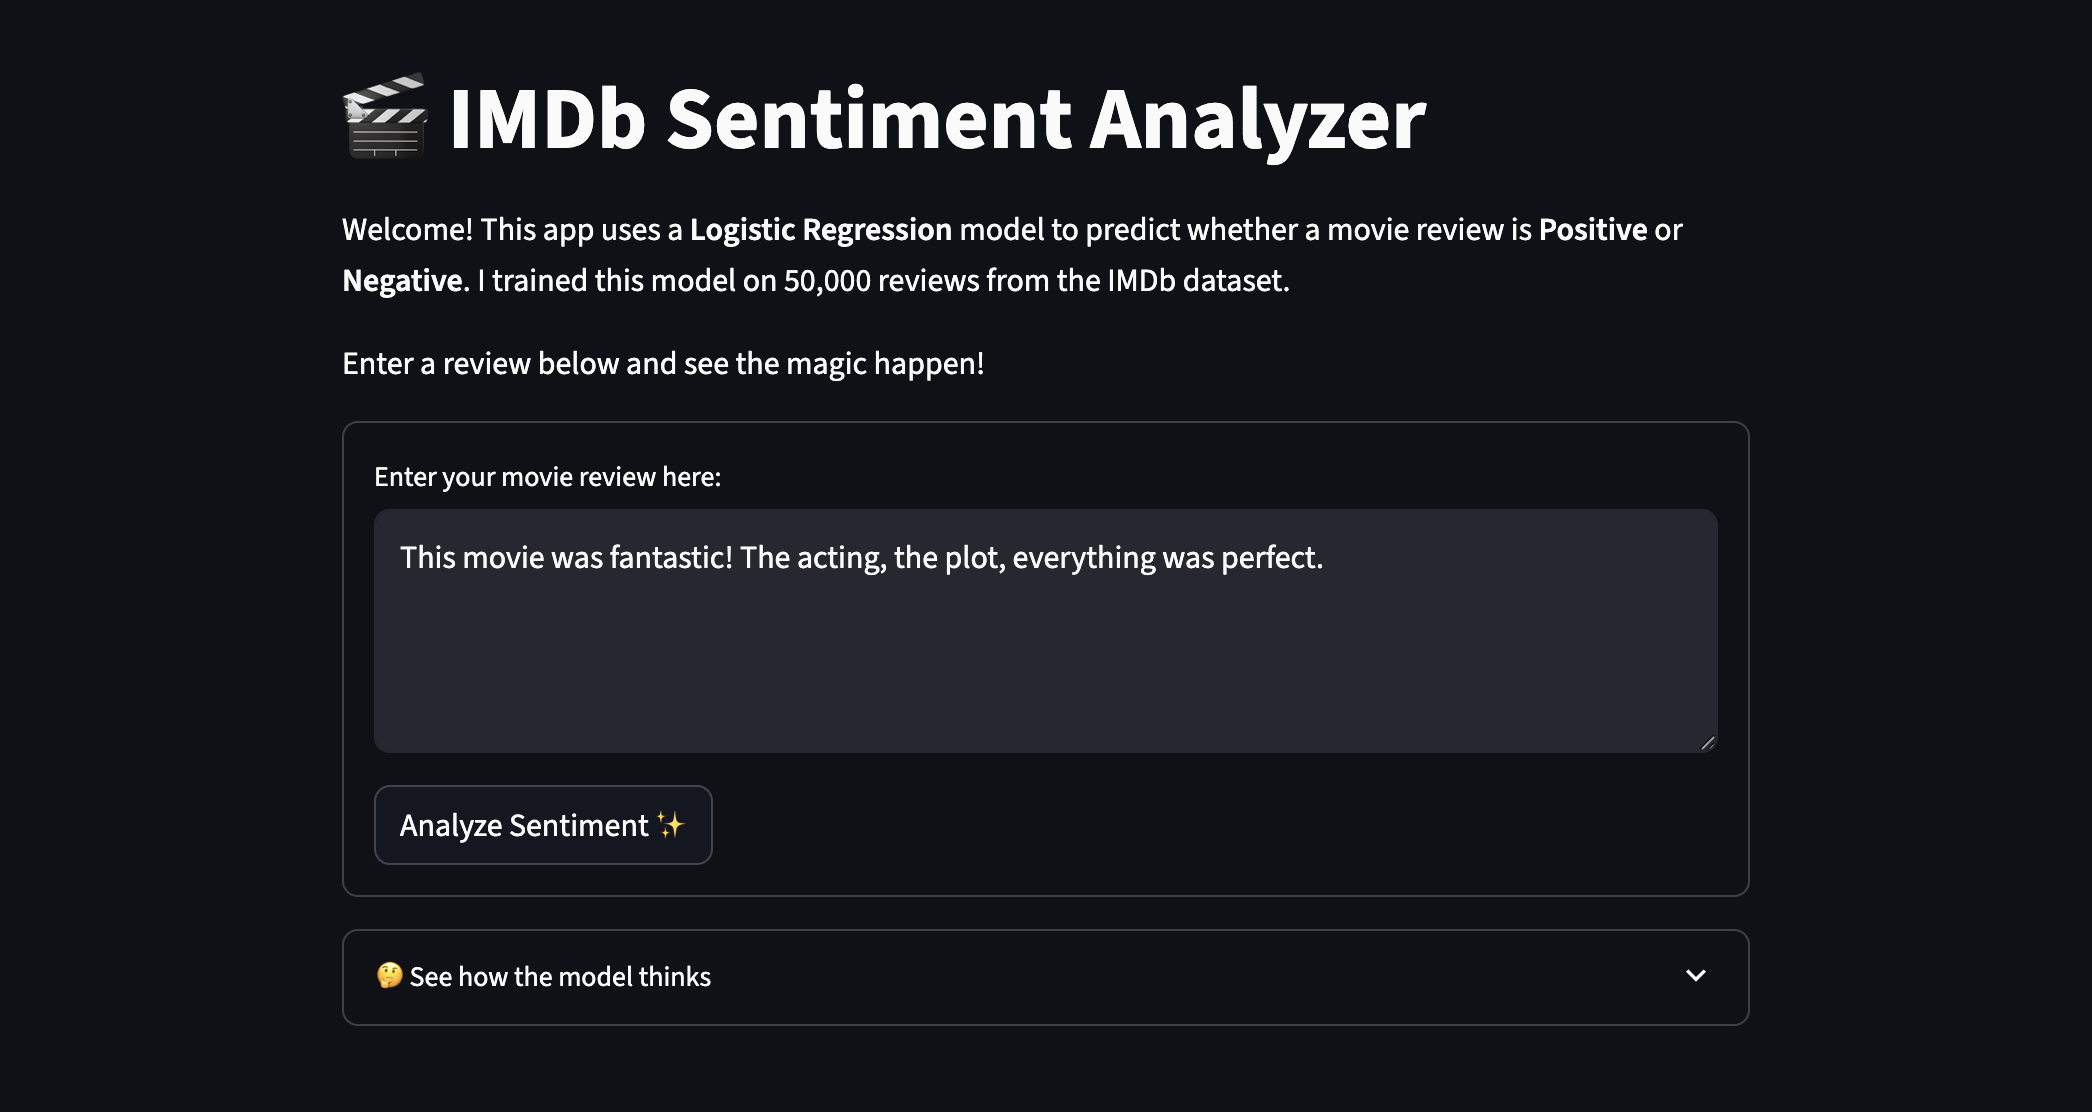 🎬 IMDb Sentiment Analyzer
Welcome! This app uses a Logistic Regression model to predict whether a movie review is Positive or
Negative. I trained this model on 50,000 reviews from the IMDb dataset.
Enter a review below and see the magic happen!
Enter your movie review here:
This movie was fantastic! The acting, the plot, everything was perfect.
Analyze Sentiment ✨
🤔 See how the model thinks